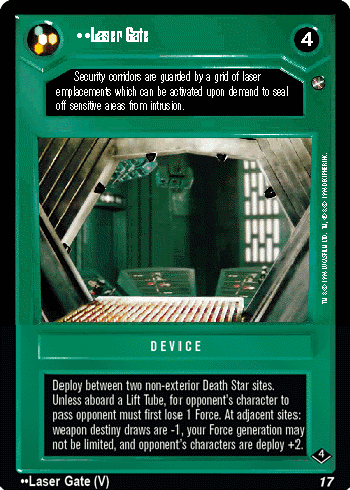 ••Laser Gate
4
Security corridors are guarded by a grid of laser
emplacements which can be activated upon demand to seal
off sensitive areas from intrusion.
DEVICE
Deploy between two non-exterior Death Star sites.
Unless aboard a Lift Tube, for opponent's character to
pass opponent must first lose 1 Force. At adjacent sites:
weapon destiny draws are -1, your Force generation may
not be limited, and opponent's characters are deploy +2.
4
••Laser Gate (V)
17